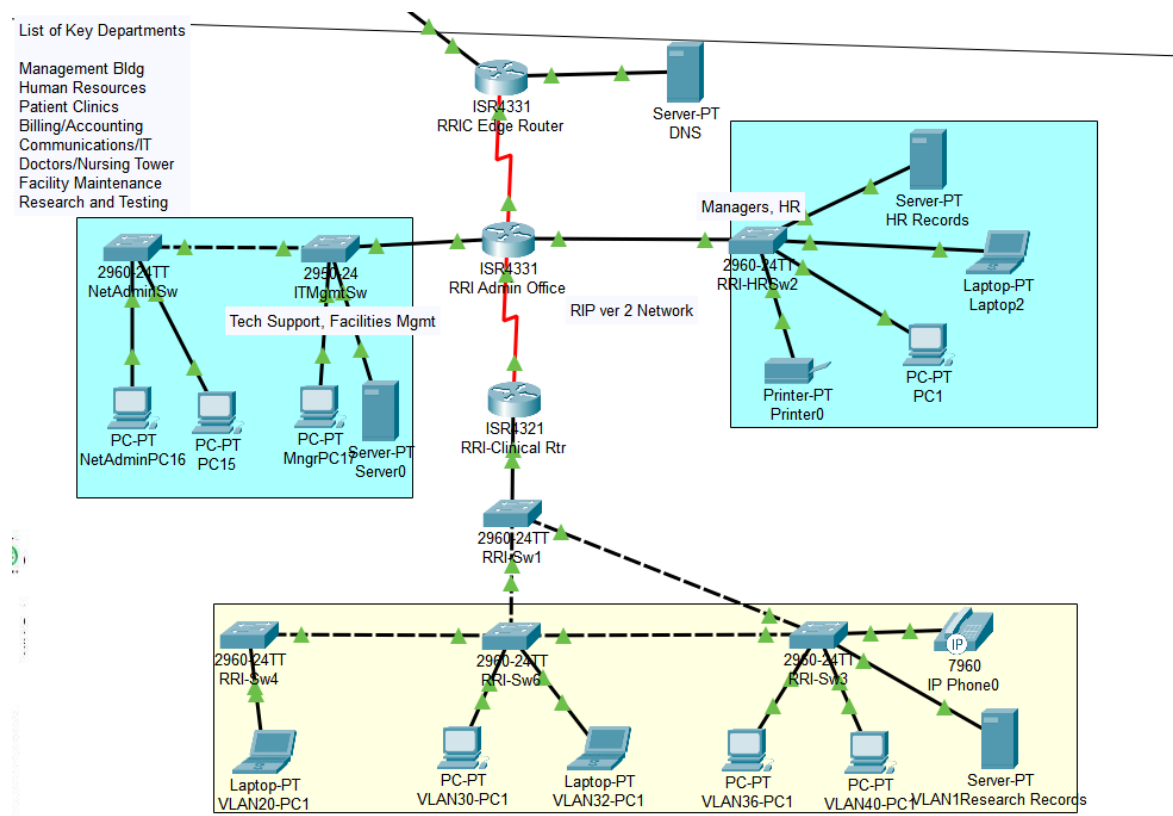 List of Key Departments
Management Bldg
Human Resources
Patient Clinics
Billing/Accounting
Communications/IT
Doctors/Nursing Tower
Facility Maintenance
Research and Testing
ISR4331
RRIC Edge Router
Server-PT
DNS
Managers, HR
Server-PT
HR Records
2960-24TT
NetAdminSw
2950-24
ITMgmtSw
ISR4331
RRI Admin Office
2960-24TT
RRI-HRSw2
Laptop-PT
Laptop2
Tech Support, Facilities Mgmt
RIP ver 2 Network
PC-PT
PC1
Printer-PT
Printer0
PC-PT
NetAdminPC16
PC-PT
PC15
PC-PT
MngrPC17
Server-PT
Server0
ISR4321
RRI-Clinical Rtr
2960-24TT
RRI-Sw1
2960-24TT
RRI-Sw4
2960-24TT
RRI-Sw6
2960-24TT
RRI-Sw3
IP
7960
IP Phone0
Laptop-PT
VLAN20-PC1
PC-PT
VLAN30-PC1
Laptop-PT
VLAN32-PC1
PC-PT
VLAN36-PC1
PC-PT
VLAN40-PC1
Server-PT
VLAN1Research Records